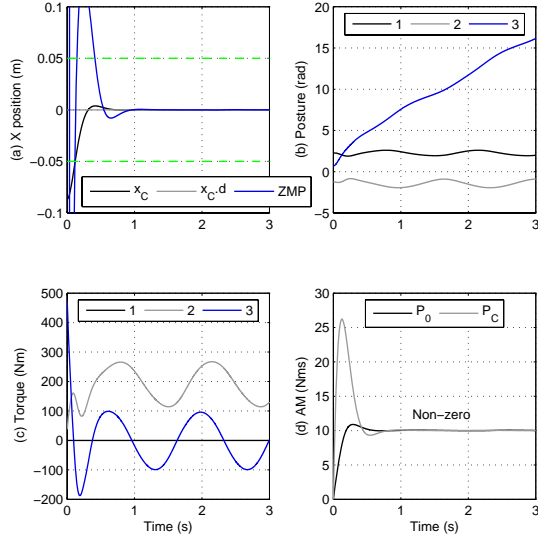 0.1
0.05
0
-0.05
-0.1
(a) X position (m)
x_C x_C.d ZMP
0 1 2 3
20
15
10
5
0
−5
(b) Posture (rad)
1 2 3
0 1 2 3
500
400
300
200
100
0
−100
−200
(c) Torque (Nm)
1 2 3
0 1 2 3
Time (s)
30
25
20
15
10
5
0
(d) AM (Nms)
P_0 P_C
Non−zero
0 1 2 3
Time (s)